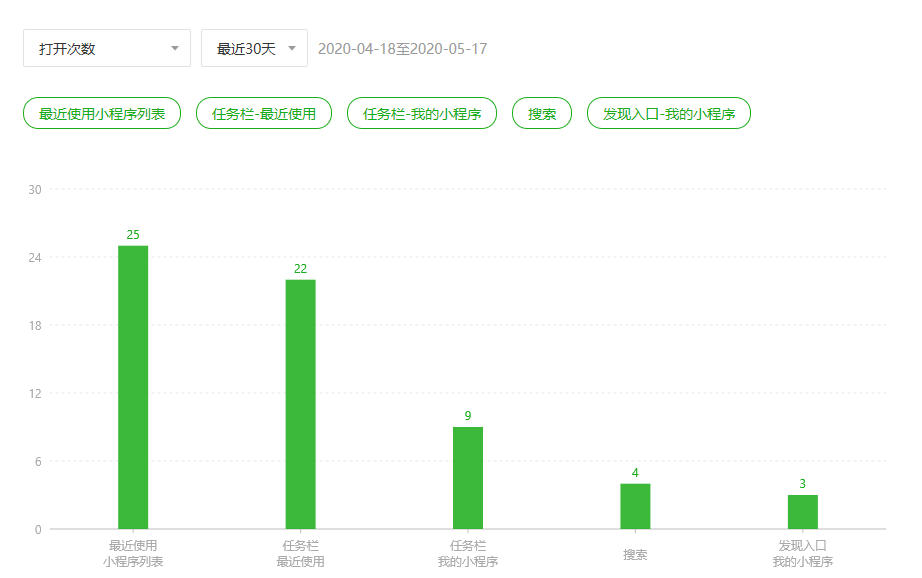 打开次数 最近30天 2020-04-18至2020-05-17
最近使用小程序列表 任务栏-最近使用 任务栏-我的小程序 搜索 发现入口-我的小程序
30
25
24
22
18
12
9
6
4
3
0
最近使用 任务栏 任务栏 搜索 发现入口
小程序列表 最近使用 我的小程序 我的小程序